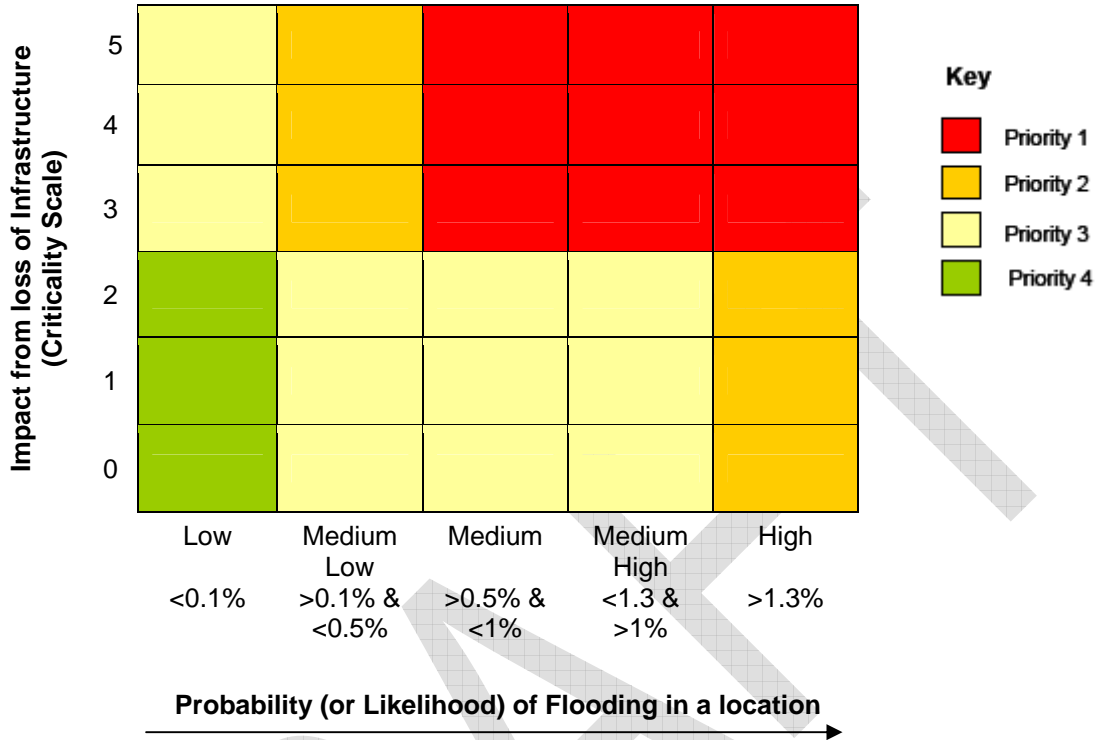 Impact from loss of Infrastructure
(Criticality Scale)
5
4
3
2
1
0
Key
Priority 1
Priority 2
Priority 3
Priority 4
Low
Medium
Low
Medium
Medium
High
High
<0.1%
>0.1% &
<0.5%
>0.5% &
<1%
<1.3 &
>1%
>1.3%
Probability (or Likelihood) of Flooding in a location